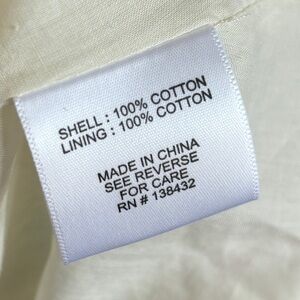 SHELL : 100% COTTON
LINING : 100% COTTON
MADE IN CHINA
SEE REVERSE
FOR CARE
RN # 138432